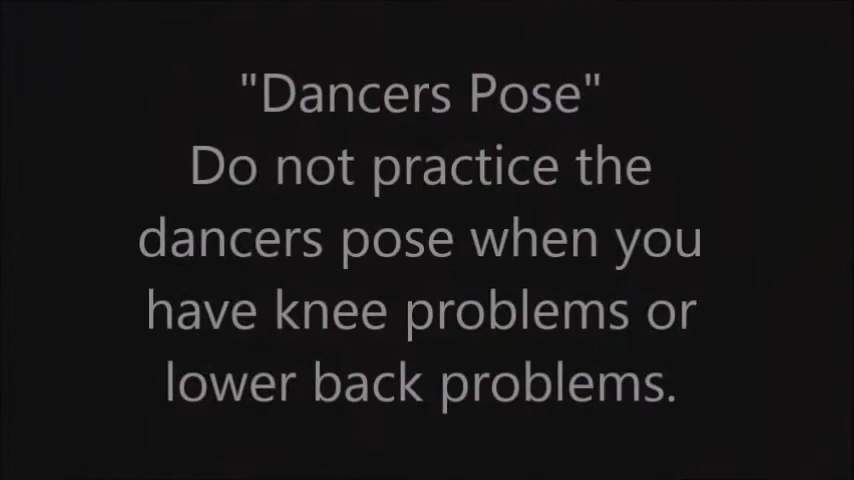 "Dancers Pose"
Do not practice the
dancers pose when you
have knee problems or
lower back problems.